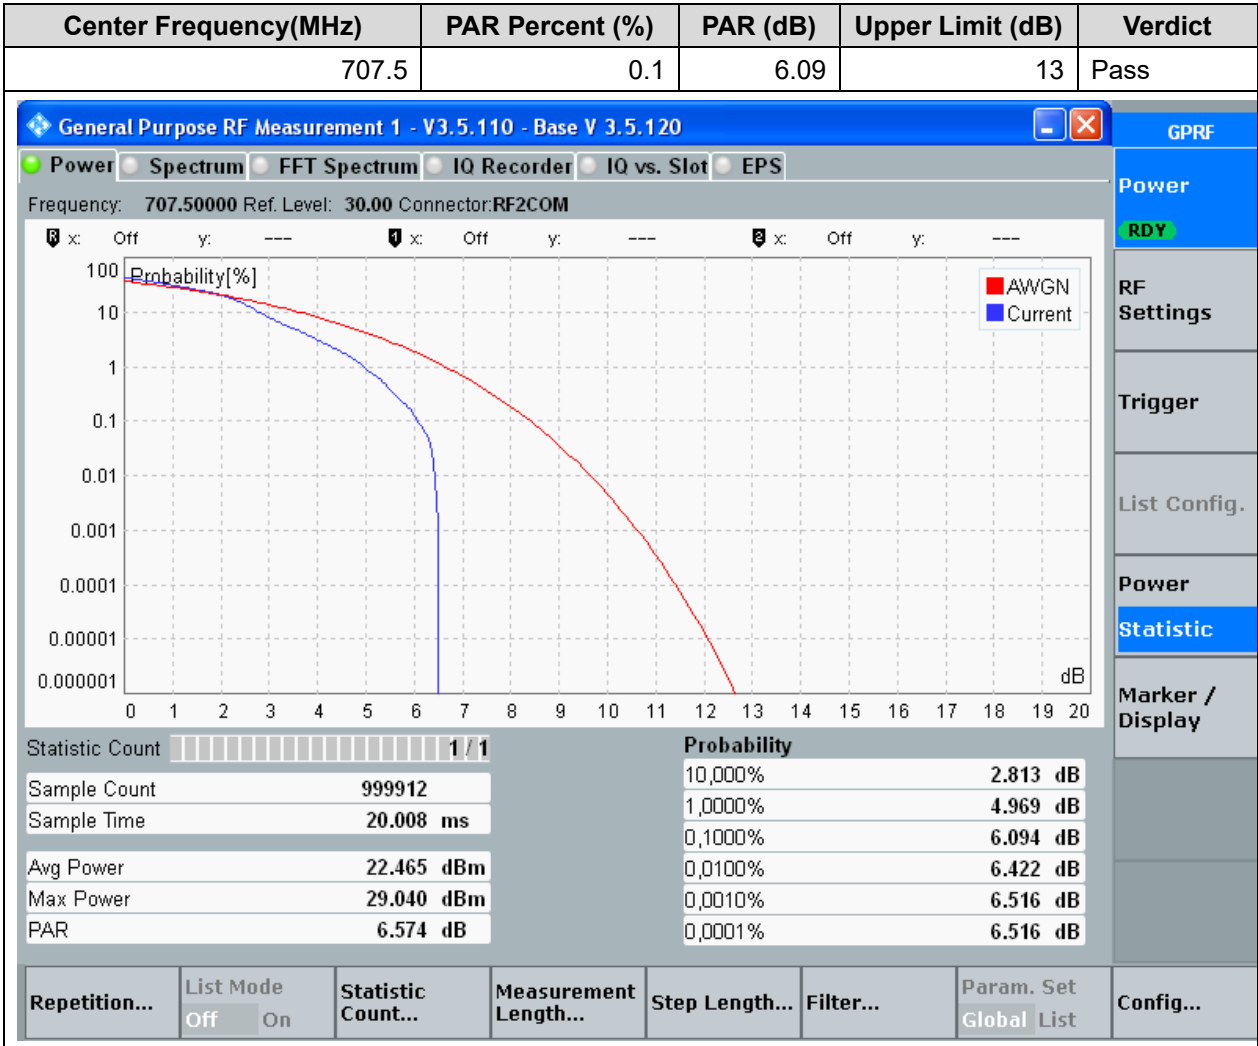 Center Frequency(MHz) PAR Percent (%) PAR (dB) Upper Limit (dB) Verdict
707.5 0.1 6.09 13 Pass
General Purpose RF Measurement 1 - V3.5.110 - Base V 3.5.120
GPRF
Power Spectrum FFT Spectrum IQ Recorder IQ vs. Slot EPS
Frequency: 707.50000 Ref. Level: 30.00 Connector:RF2COM
R x: Off y: --- 1 x: Off y: --- 2 x: Off y: ---
Probability[%]
AWGN
Current
100
10
1
0.1
0.01
0.001
0.0001
0.00001
0.000001
dB
0 1 2 3 4 5 6 7 8 9 10 11 12 13 14 15 16 17 18 19 20
Statistic Count 1 / 1
Sample Count 999912
Sample Time 20.008 ms
Avg Power 22.465 dBm
Max Power 29.040 dBm
PAR 6.574 dB
Probability
10,000% 2.813 dB
1,0000% 4.969 dB
0,1000% 6.094 dB
0,0100% 6.422 dB
0,0010% 6.516 dB
0,0001% 6.516 dB
Power
RDY
RF
Settings
Trigger
List Config.
Power
Statistic
Marker /
Display
Repetition...
List Mode
Off On
Statistic
Count...
Measurement
Length...
Step Length...
Filter...
Param. Set
Global List
Config...